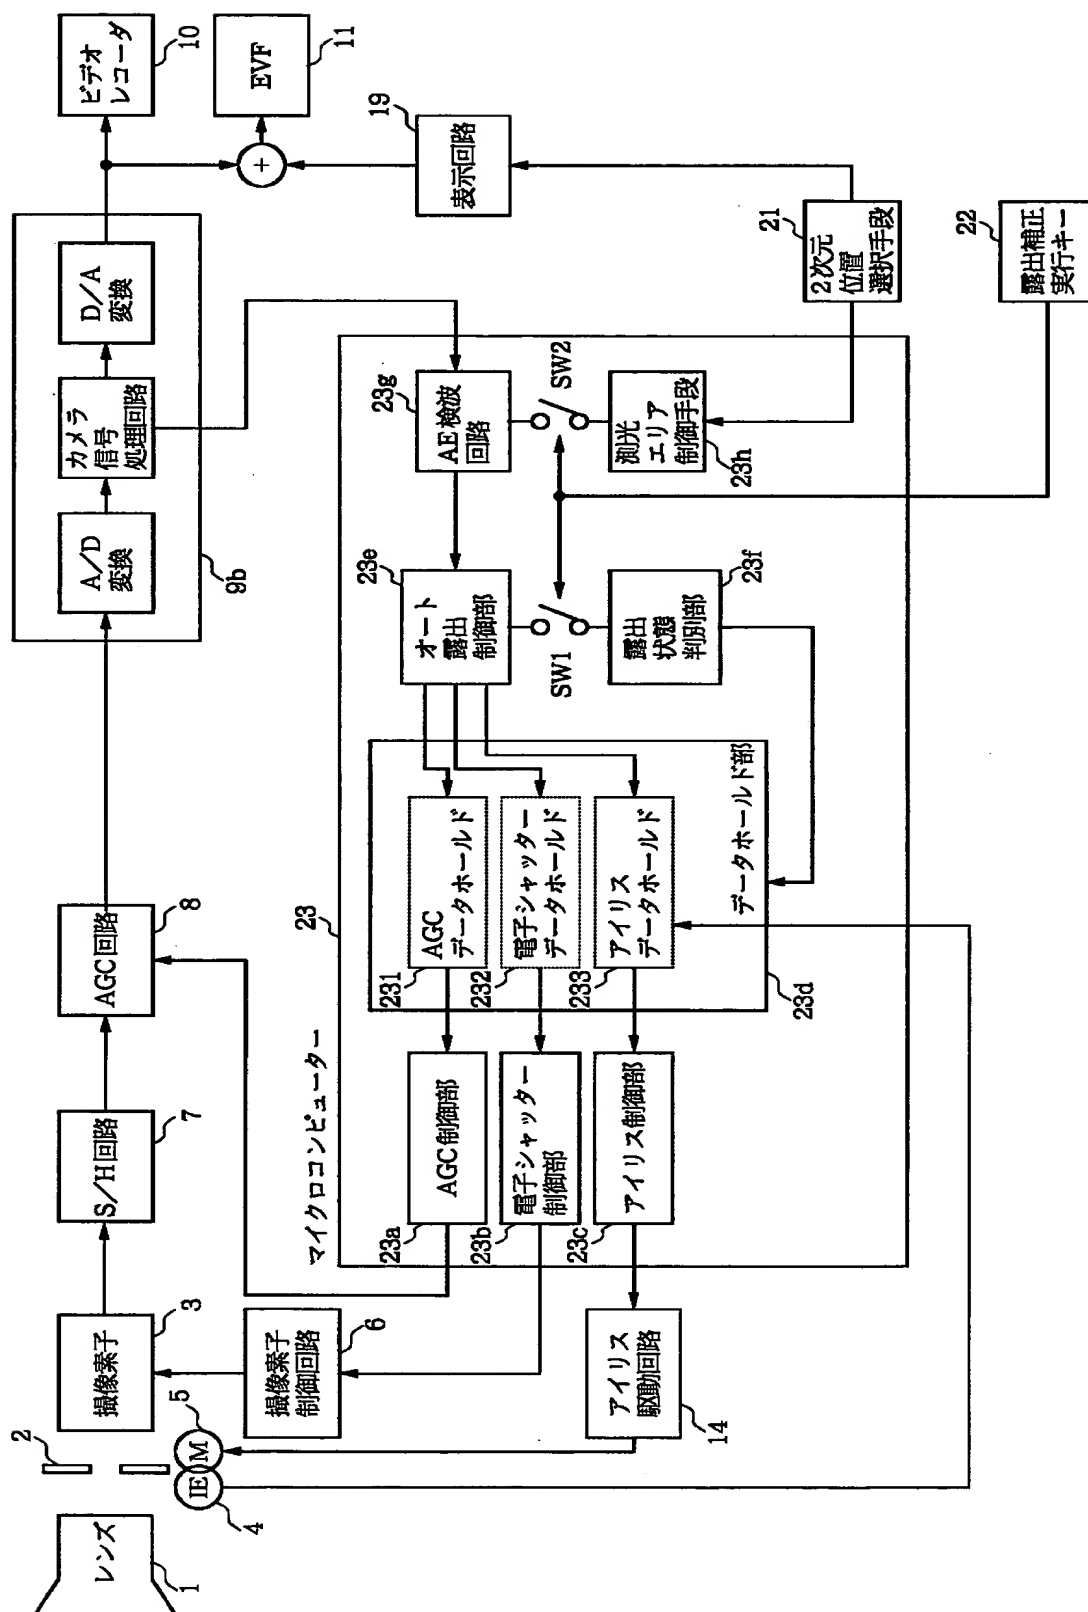 レンズ
1
2
IE
M
4
5
撮像素子
3
撮像素子
制御回路
6
S/H回路
7
AGC回路
8
A/D
変換
カメラ
信号
処理回路
D/A
変換
9b
ビデオ
レコーダ
10
+
EVF
11
表示回路
19
2次元
位置
選択手段
21
露出補正
実行キー
22
マイクロコンピューター
23
AGC制御部
23a
電子シャッター
制御部
23b
アイリス制御部
23c
アイリス
駆動回路
14
AGC
データホールド
231
電子シャッター
データホールド
232
アイリス
データホールド
233
データホールド部
23d
オート
露出
制御部
23e
SW1
露出
状態
判別部
23f
AE検波
回路
23g
SW2
測光
エリア
制御手段
23h